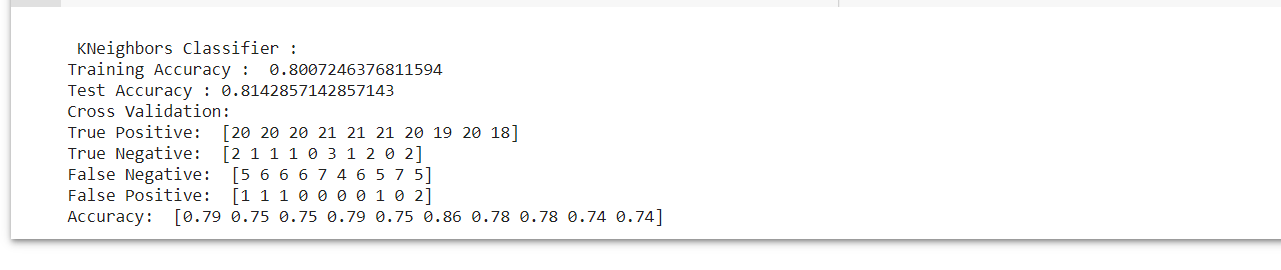 KNeighbors Classifier :
Training Accuracy :  0.8007246376811594
Test Accuracy : 0.8142857142857143
Cross Validation:
True Positive:  [20 20 20 21 21 21 20 19 20 18]
True Negative:  [2 1 1 1 0 3 1 2 0 2]
False Negative:  [5 6 6 6 7 4 6 5 7 5]
False Positive:  [1 1 1 0 0 0 0 1 0 2]
Accuracy:  [0.79 0.75 0.75 0.79 0.75 0.86 0.78 0.78 0.74 0.74]